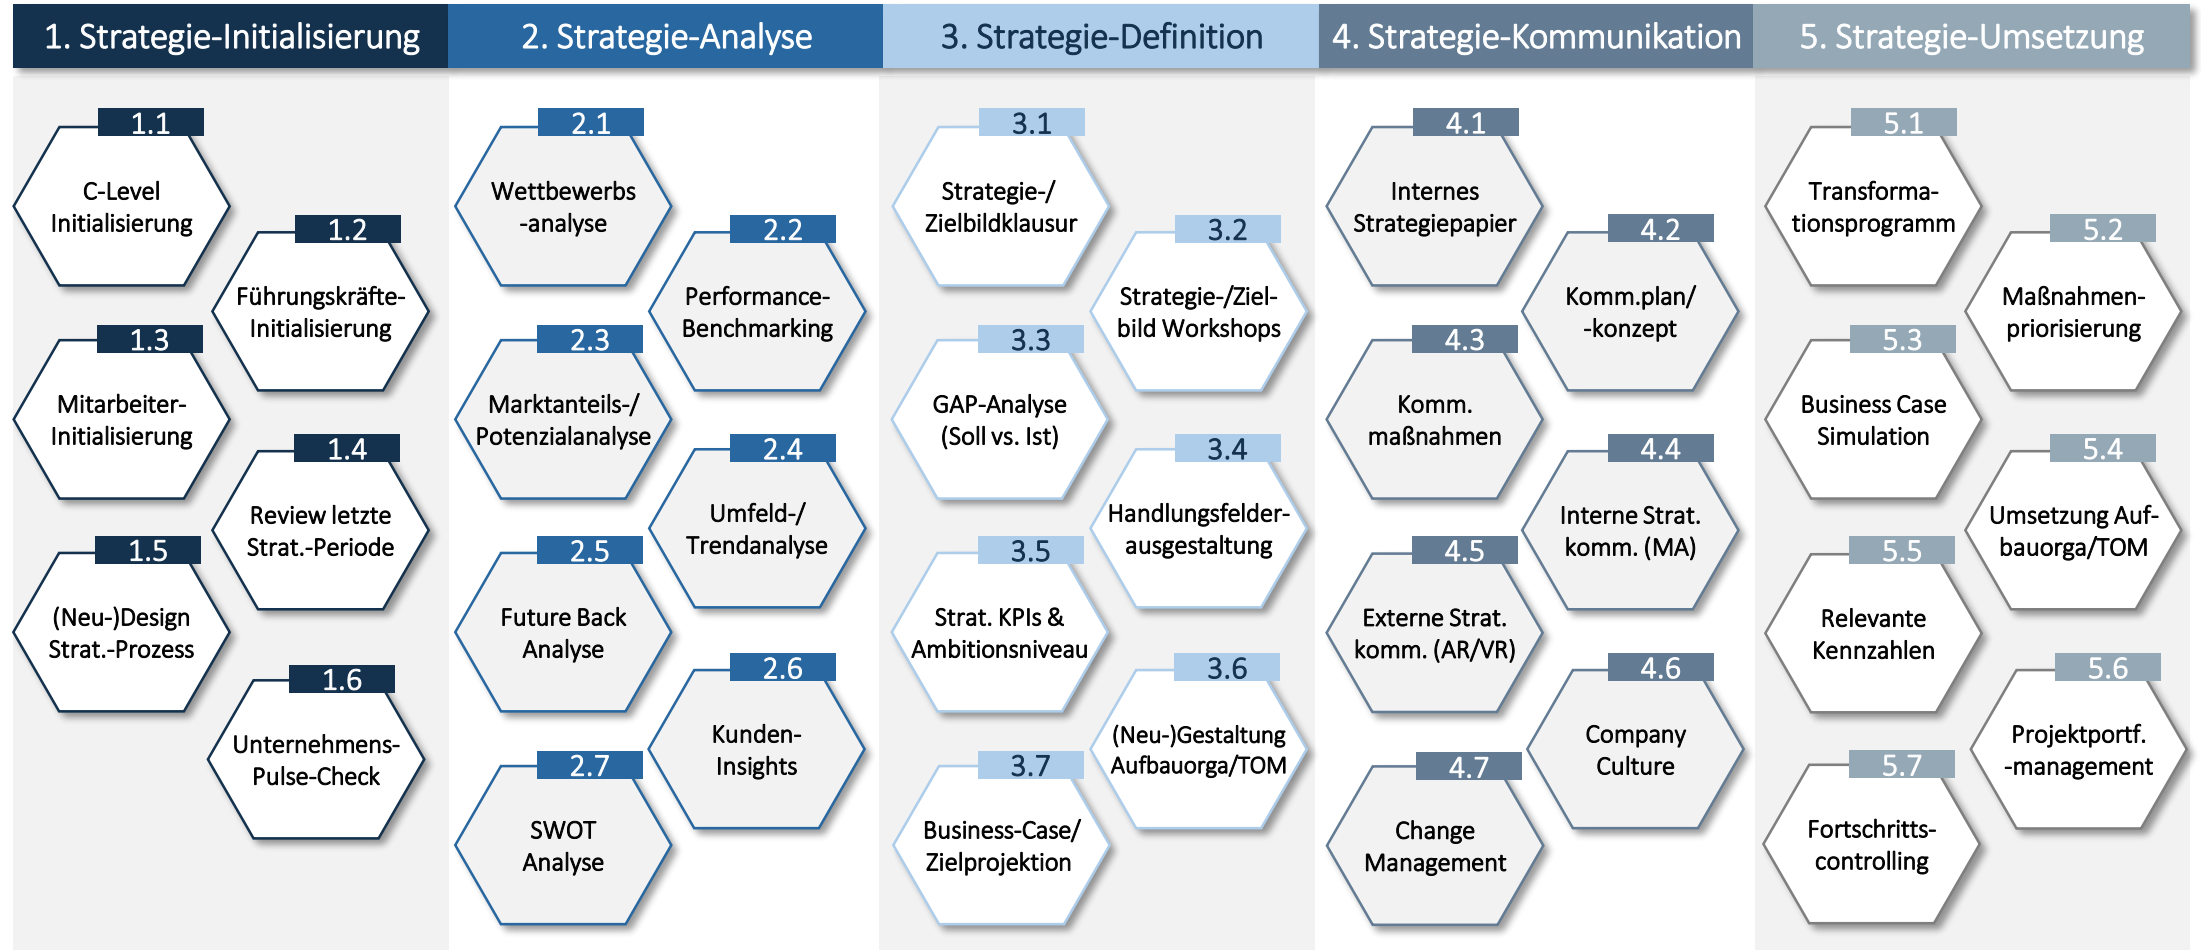 1. Strategie-Initialisierung
2. Strategie-Analyse
3. Strategie-Definition
4. Strategie-Kommunikation
5. Strategie-Umsetzung
1.1
C-Level
Initialisierung
1.2
Führungskräfte-
Initialisierung
1.3
Mitarbeiter-
Initialisierung
1.4
Review letzte
Strat.-Periode
1.5
(Neu-)Design
Strat.-Prozess
1.6
Unternehmens-
Pulse-Check
2.1
Wettbewerbs
-analyse
2.2
Performance-
Benchmarking
2.3
Marktanteils-/
Potenzialanalyse
2.4
Umfeld-/
Trendanalyse
2.5
Future Back
Analyse
2.6
Kunden-
Insights
2.7
SWOT
Analyse
3.1
Strategie-/
Zielbildklausur
3.2
Strategie-/Ziel-
bild Workshops
3.3
GAP-Analyse
(Soll vs. Ist)
3.4
Handlungsfelder-
ausgestaltung
3.5
Strat. KPIs &
Ambitionsniveau
3.6
(Neu-)Gestaltung
Aufbauorga/TOM
3.7
Business-Case/
Zielprojektion
4.1
Internes
Strategiepapier
4.2
Komm.plan/
-konzept
4.3
Komm.
maßnahmen
4.4
Interne Strat.
komm. (MA)
4.5
Externe Strat.
komm. (AR/VR)
4.6
Company
Culture
4.7
Change
Management
5.1
Transforma-
tionsprogramm
5.2
Maßnahmen-
priorisierung
5.3
Business Case
Simulation
5.4
Umsetzung Auf-
bauorga/TOM
5.5
Relevante
Kennzahlen
5.6
Projektportf.
-management
5.7
Fortschritts-
controlling